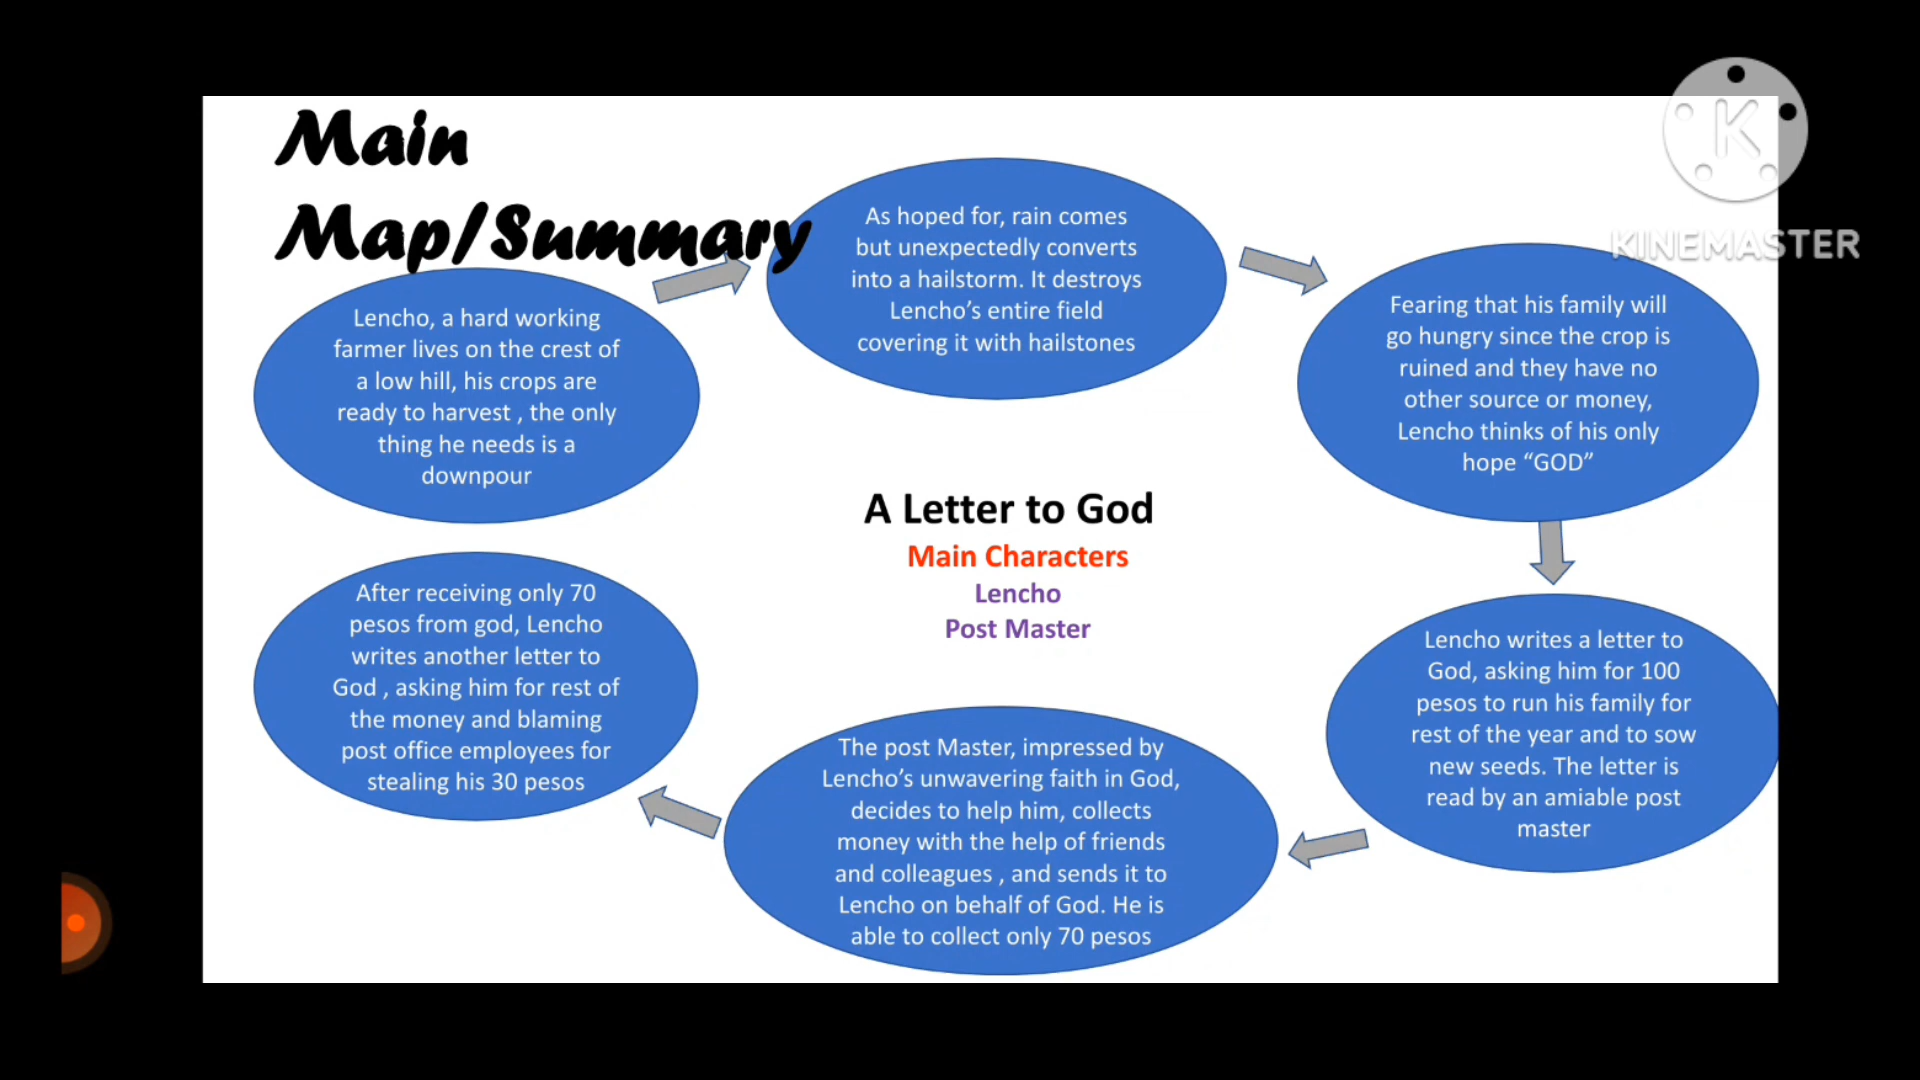 Main
Map/Summary
Lencho, a hard working
farmer lives on the crest of
a low hill, his crops are
ready to harvest , the only
thing he needs is a
downpour
As hoped for, rain comes
but unexpectedly converts
into a hailstorm. It destroys
Lencho’s entire field
covering it with hailstones
Fearing that his family will
go hungry since the crop is
ruined and they have no
other source or money,
Lencho thinks of his only
hope “GOD”
Lencho writes a letter to
God, asking him for 100
pesos to run his family for
rest of the year and to sow
new seeds. The letter is
read by an amiable post
master
The post Master, impressed by
Lencho’s unwavering faith in God,
decides to help him, collects
money with the help of friends
and colleagues , and sends it to
Lencho on behalf of God. He is
able to collect only 70 pesos
After receiving only 70
pesos from god, Lencho
writes another letter to
God , asking him for rest of
the money and blaming
post office employees for
stealing his 30 pesos
A Letter to God
Main Characters
Lencho
Post Master
K
KINEMASTER